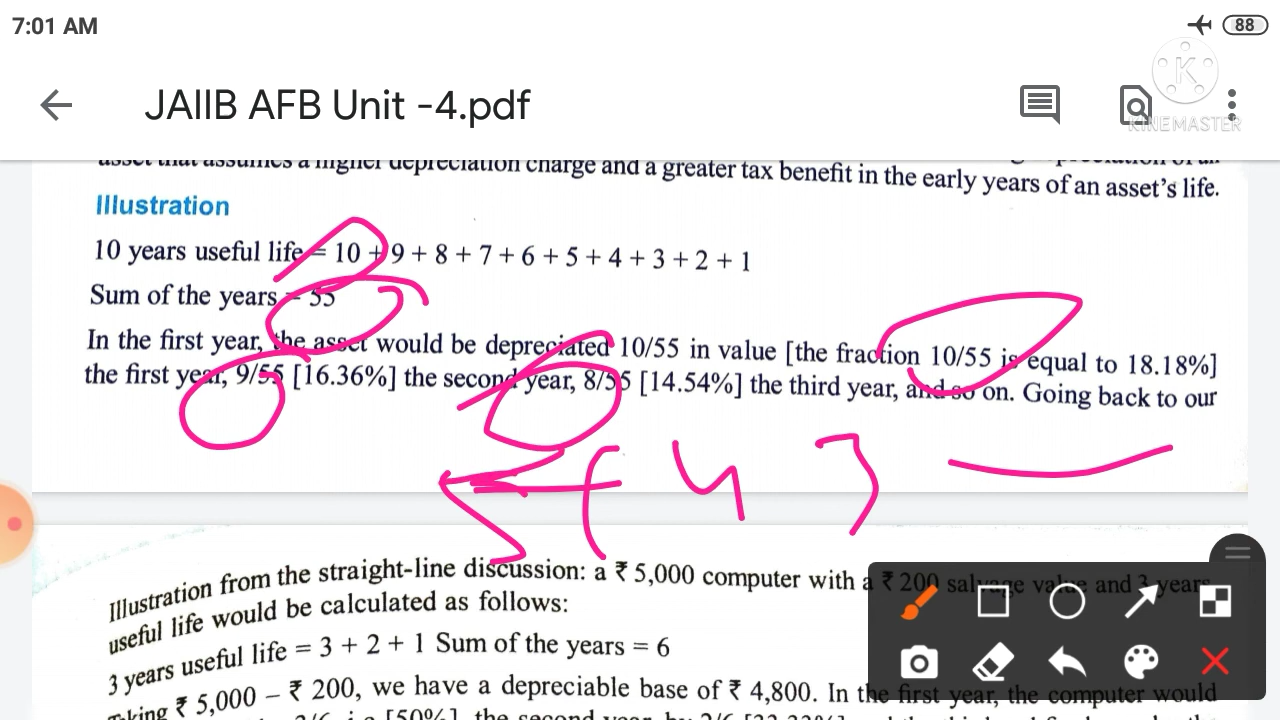 7:01 AM
88
JAIIB AFB Unit -4.pdf
KINEMASTER
asset that assumes a higher depreciation charge and a greater tax benefit in the early years of an asset's life.
Illustration
10 years useful life = 10 + 9 + 8 + 7 + 6 + 5 + 4 + 3 + 2 + 1
Sum of the years = 55
In the first year, the asset would be depreciated 10/55 in value [the fraction 10/55 is equal to 18.18%]
the first year, 9/55 [16.36%] the second year, 8/55 [14.54%] the third year, and so on. Going back to our
Illustration from the straight-line discussion: a ₹ 5,000 computer with a ₹ 200 salvage value and 3 years
useful life would be calculated as follows:
3 years useful life = 3 + 2 + 1 Sum of the years = 6
Taking ₹ 5,000 – ₹ 200, we have a depreciable base of ₹ 4,800. In the first year, the computer would